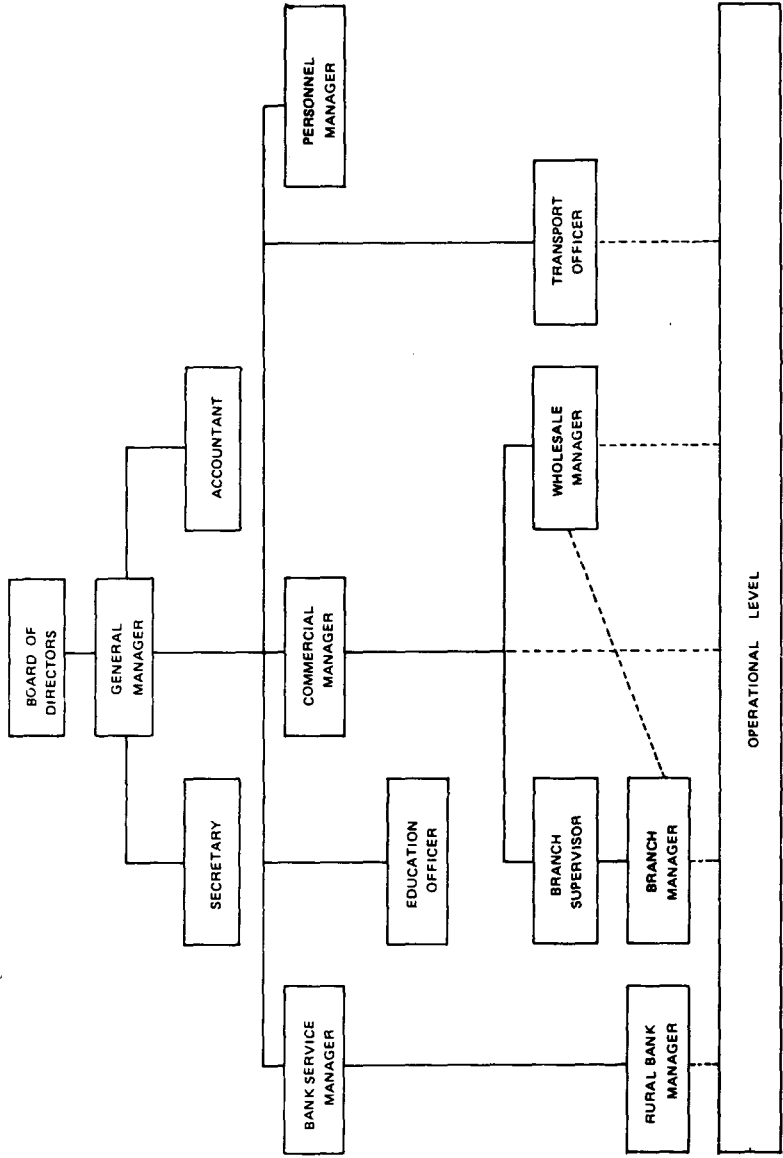 BOARD OF
DIRECTORS
GENERAL
MANAGER
SECRETARY
ACCOUNTANT
BANK SERVICE
MANAGER
COMMERCIAL
MANAGER
PERSONNEL
MANAGER
EDUCATION
OFFICER
BRANCH
SUPERVISOR
WHOLESALE
MANAGER
TRANSPORT
OFFICER
RURAL BANK
MANAGER
BRANCH
MANAGER
OPERATIONAL LEVEL